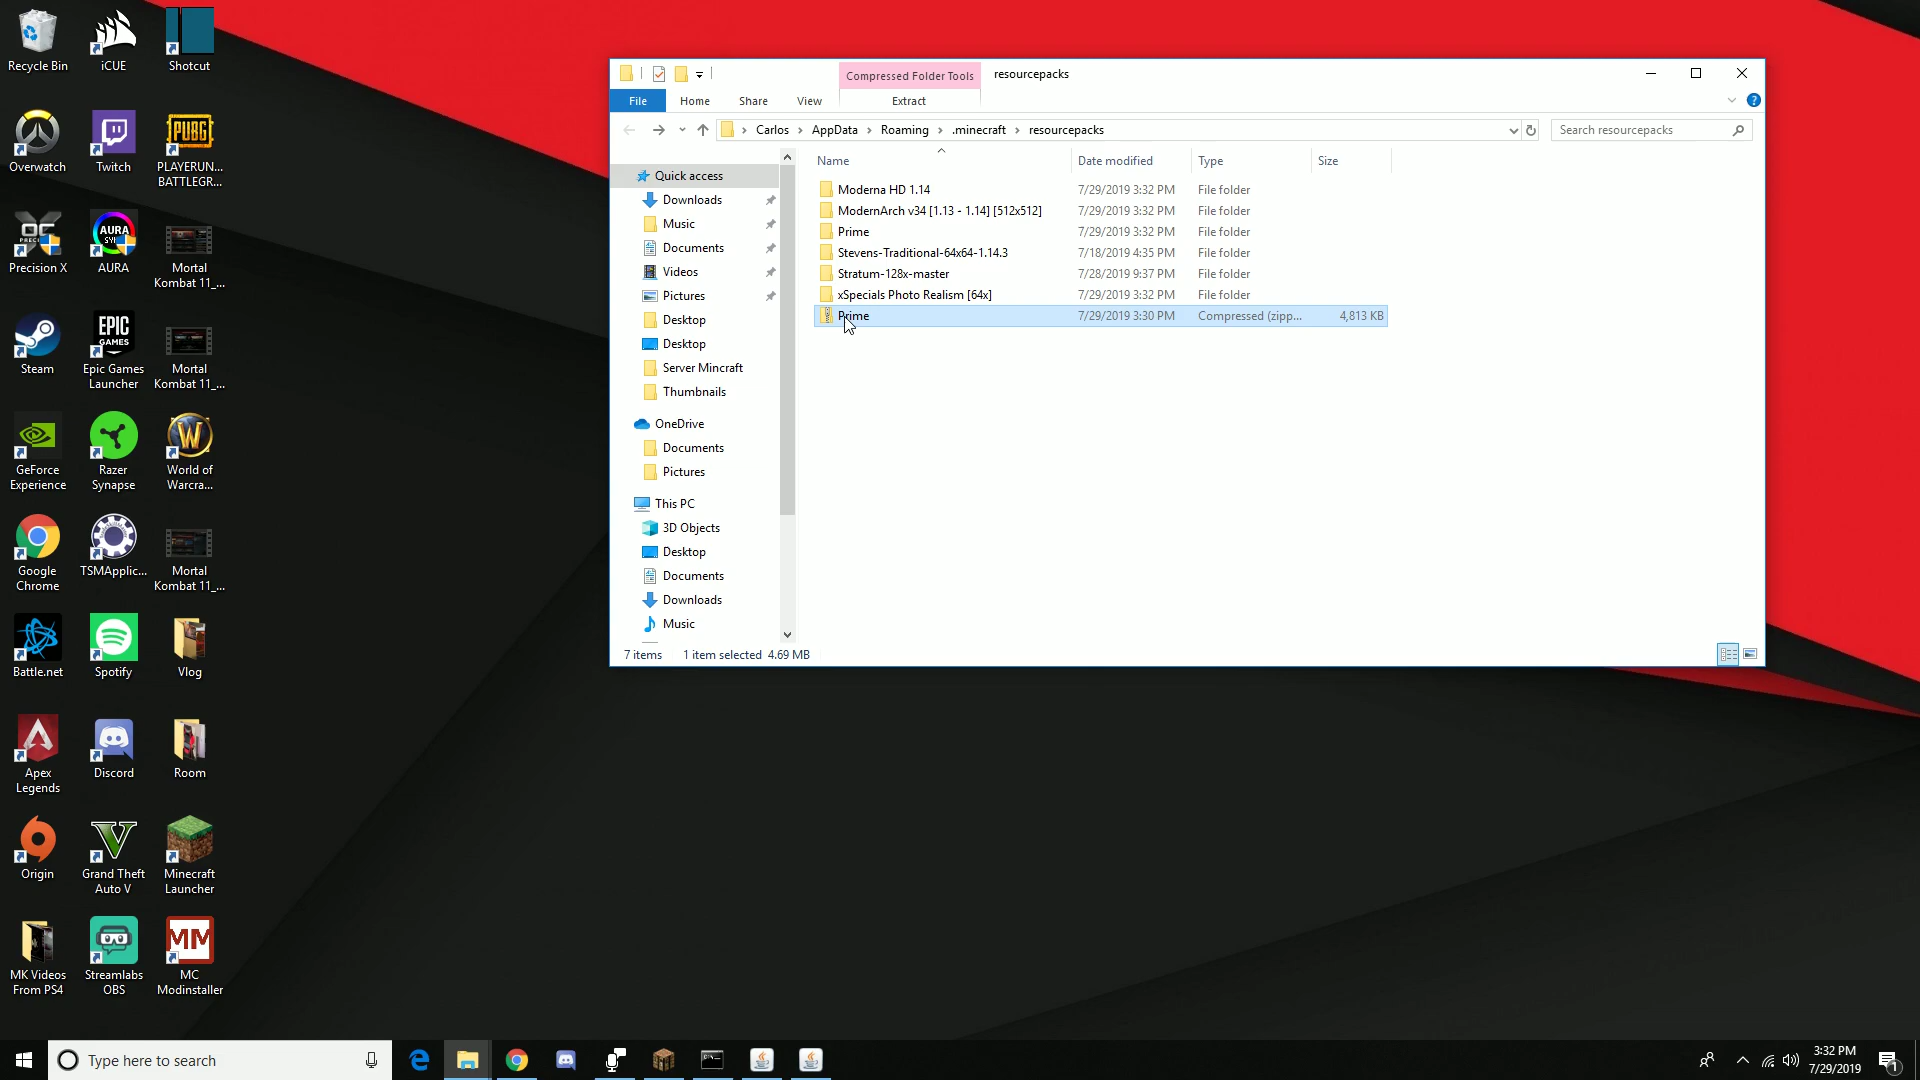 Recycle Bin
iCUE
Shotcut
Overwatch
Twitch
PUBG
PLAYERUN...
BATTLEGR...
OC
PRECISION
Precision X
AURA
SYNC
AURA
Mortal
Kombat 11_...
Steam
EPIC
GAMES
Epic Games
Launcher
Mortal
Kombat 11_...
GeForce
Experience
Razer
Synapse
World of
Warcra...
Google
Chrome
TSMApplic...
Mortal
Kombat 11_...
Battle.net
Spotify
Vlog
Apex
Legends
Discord
Room
Origin
Grand Theft
Auto V
Minecraft
Launcher
MK Videos
From PS4
Streamlabs
OBS
MM
MC
Modinstaller
Compressed Folder Tools
resourcepacks
File
Home
Share
View
Extract
Carlos
AppData
Roaming
.minecraft
resourcepacks
Search resourcepacks
Name
Date modified
Type
Size
Quick access
Downloads
Music
Documents
Videos
Pictures
Desktop
Desktop
Server Mincraft
Thumbnails
OneDrive
Documents
Pictures
This PC
3D Objects
Desktop
Documents
Downloads
Music
Moderna HD 1.14 7/29/2019 3:32 PM File folder
ModernArch v34 [1.13 - 1.14] [512x512] 7/29/2019 3:32 PM File folder
Prime 7/29/2019 3:32 PM File folder
Stevens-Traditional-64x64-1.14.3 7/18/2019 4:35 PM File folder
Stratum-128x-master 7/28/2019 9:37 PM File folder
xSpecials Photo Realism [64x] 7/29/2019 3:32 PM File folder
Prime 7/29/2019 3:30 PM Compressed (zipp... 4,813 KB
7 items 1 item selected 4.69 MB
Type here to search
3:32 PM
7/29/2019
1